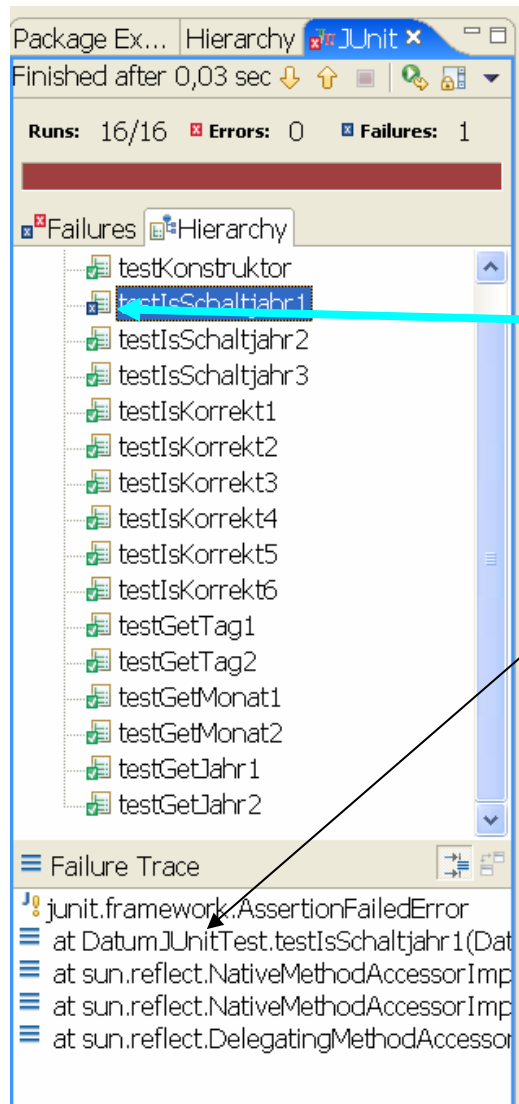 Package Ex... Hierarchy JUnit
Finished after 0,03 sec
Runs: 16/16 Errors: 0 Failures: 1
Failures Hierarchy
testKonstruktor
testIsSchaltjahr1
testIsSchaltjahr2
testIsSchaltjahr3
testIsKorrekt1
testIsKorrekt2
testIsKorrekt3
testIsKorrekt4
testIsKorrekt5
testIsKorrekt6
testGetTag1
testGetTag2
testGetMonat1
testGetMonat2
testGetJahr1
testGetJahr2
Failure Trace
junit.framework.AssertionFailedError
at DatumJUnitTest.testIsSchaltjahr1(Dat
at sun.reflect.NativeMethodAccessorImp
at sun.reflect.NativeMethodAccessorImp
at sun.reflect.DelegatingMethodAccessor